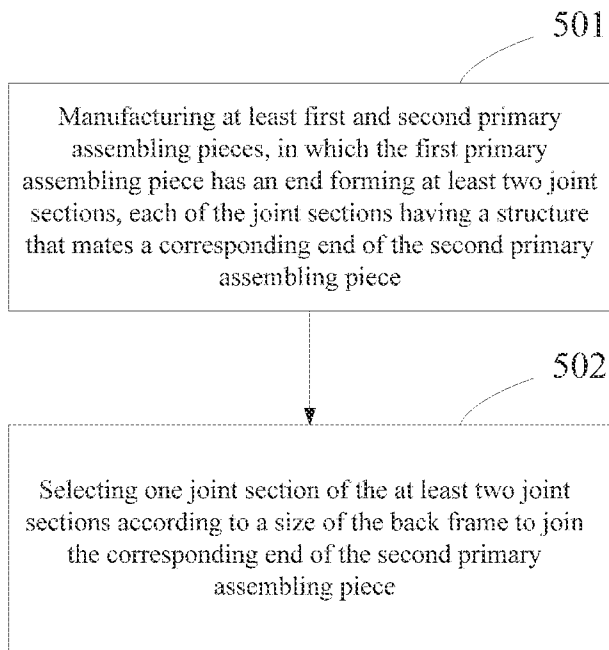 501
Manufacturing at least first and second primary
assembling pieces, in which the first primary
assembling piece has an end forming at least two joint
sections, each of the joint sections having a structure
that mates a corresponding end of the second primary
assembling piece
502
Selecting one joint section of the at least two joint
sections according to a size of the back frame to join
the corresponding end of the second primary
assembling piece